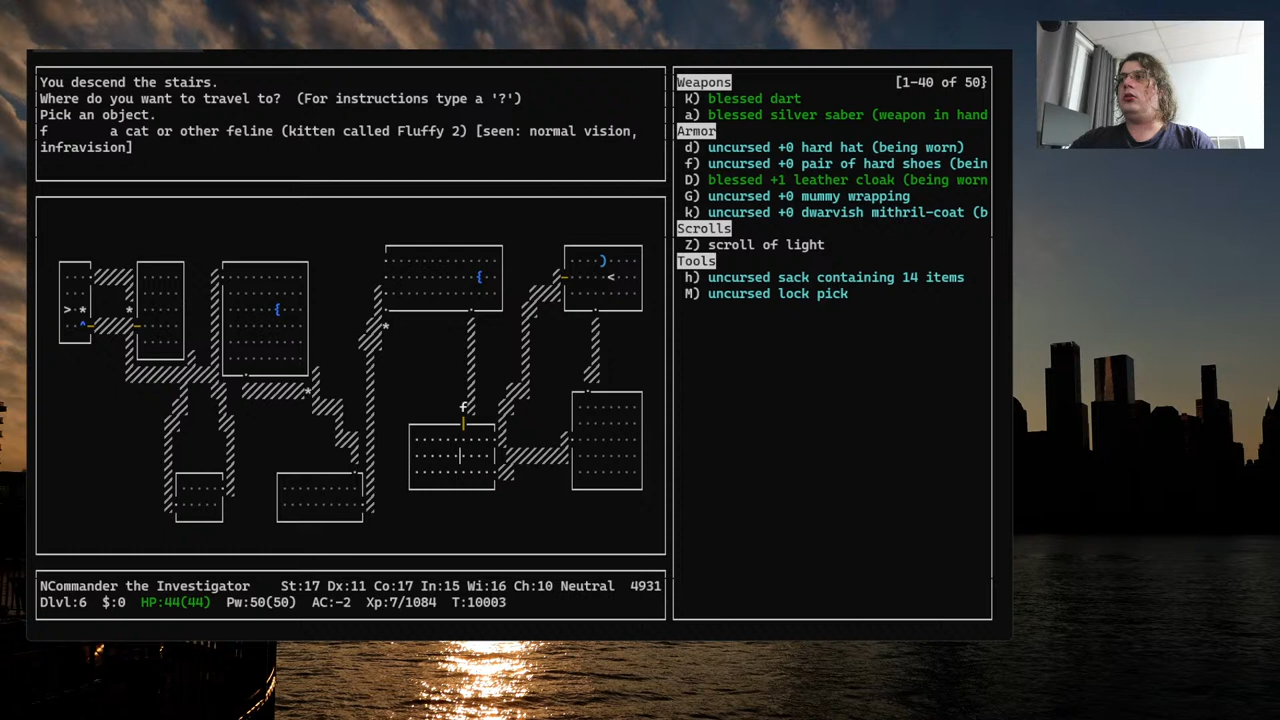 You descend the stairs.
Where do you want to travel to?  (For instructions type a '?')
Pick an object.
f        a cat or other feline (kitten called Fluffy 2) [seen: normal vision,
infravision]
Weapons [1-40 of 50}
K) blessed dart
a) blessed silver saber (weapon in hand
Armor
d) uncursed +0 hard hat (being worn)
f) uncursed +0 pair of hard shoes (bein
D) blessed +1 leather cloak (being worn
G) uncursed +0 mummy wrapping
k) uncursed +0 dwarvish mithril-coat (b
Scrolls
Z) scroll of light
Tools
h) uncursed sack containing 14 items
M) uncursed lock pick
NCommander the Investigator    St:17 Dx:11 Co:17 In:15 Wi:16 Ch:10 Neutral  4931
Dlvl:6  $:0  HP:44(44)  Pw:50(50)  AC:-2  Xp:7/1084  T:10003